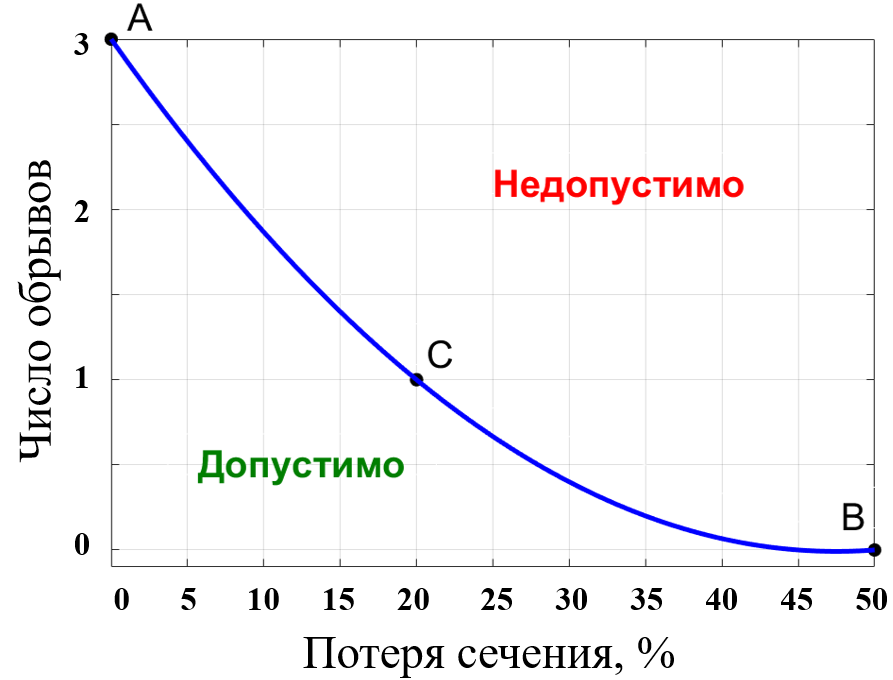 A
3
2
1
0
Число обрывов
Недопустимо
C
Допустимо
B
0 5 10 15 20 25 30 35 40 45 50
Потеря сечения, %